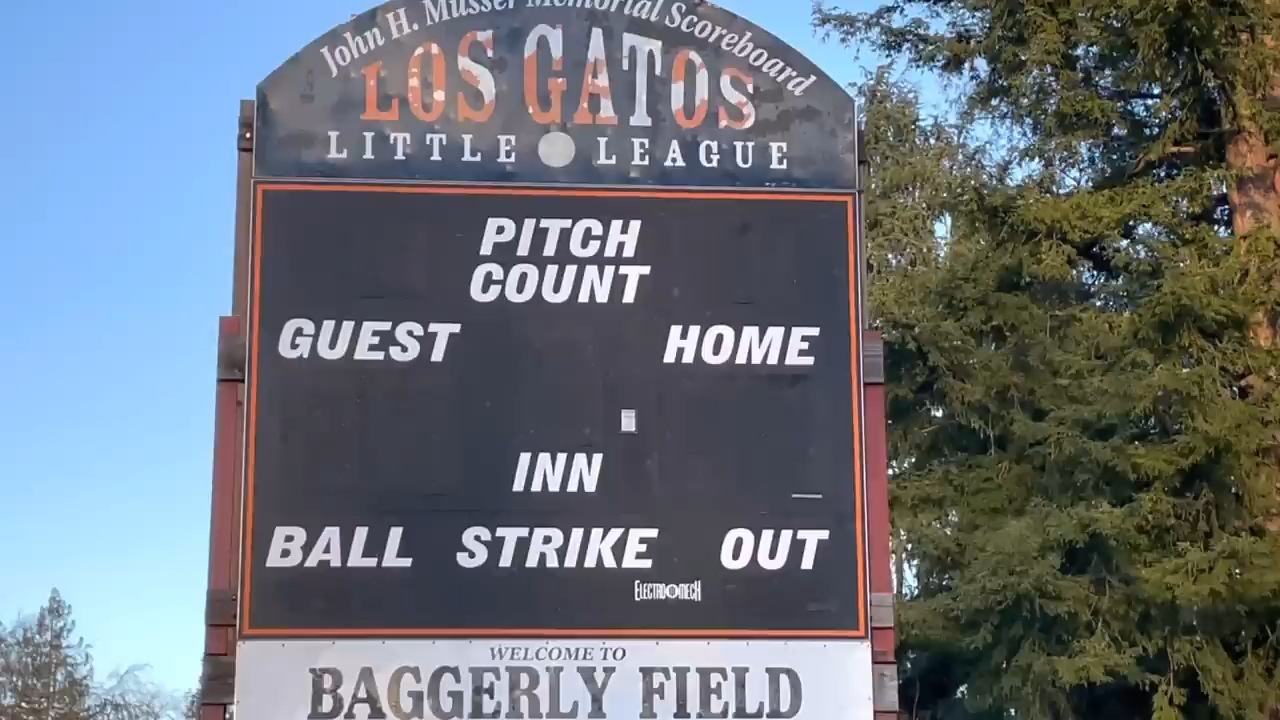 John H. Musser Memorial Scoreboard
LOS GATOS
LITTLE LEAGUE
PITCH
COUNT
GUEST HOME
INN
BALL STRIKE OUT
ELECTRO-MECH
WELCOME TO
BAGGERLY FIELD